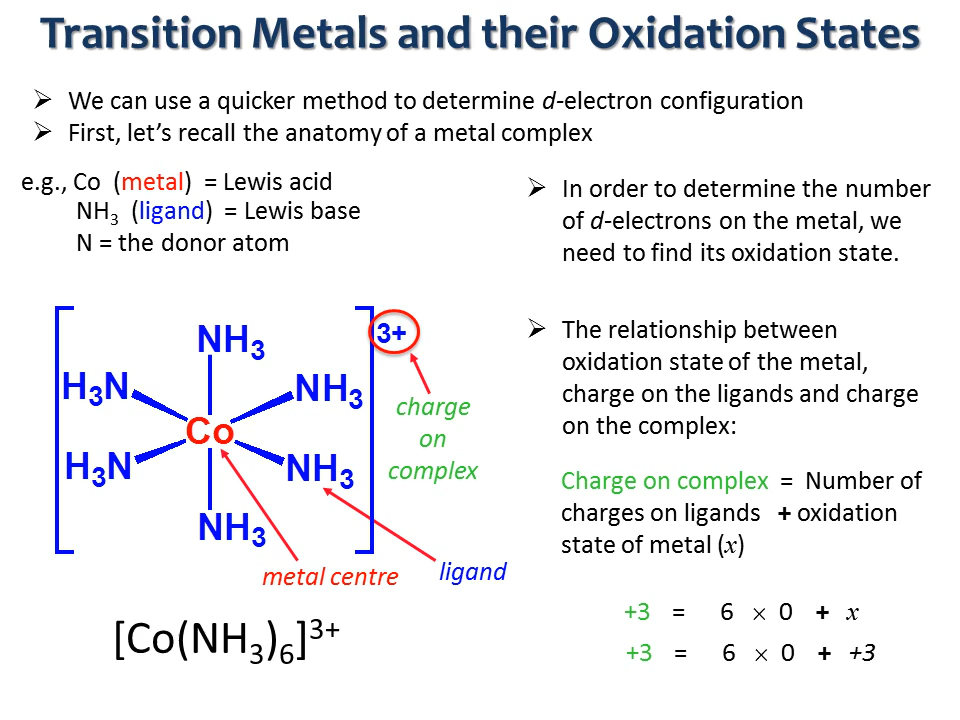 Transition Metals and their Oxidation States
➢ We can use a quicker method to determine d-electron configuration
➢ First, let's recall the anatomy of a metal complex
e.g., Co (metal) = Lewis acid
NH₃ (ligand) = Lewis base
N = the donor atom
NH₃
3+
H₃N
NH₃
Co
H₃N
NH₃
NH₃
charge
on
complex
metal centre
ligand
[Co(NH₃)₆]³⁺
➢ In order to determine the number
of d-electrons on the metal, we
need to find its oxidation state.
➢ The relationship between
oxidation state of the metal,
charge on the ligands and charge
on the complex:
Charge on complex = Number of
charges on ligands + oxidation
state of metal (x)
+3 = 6 × 0 + x
+3 = 6 × 0 + +3